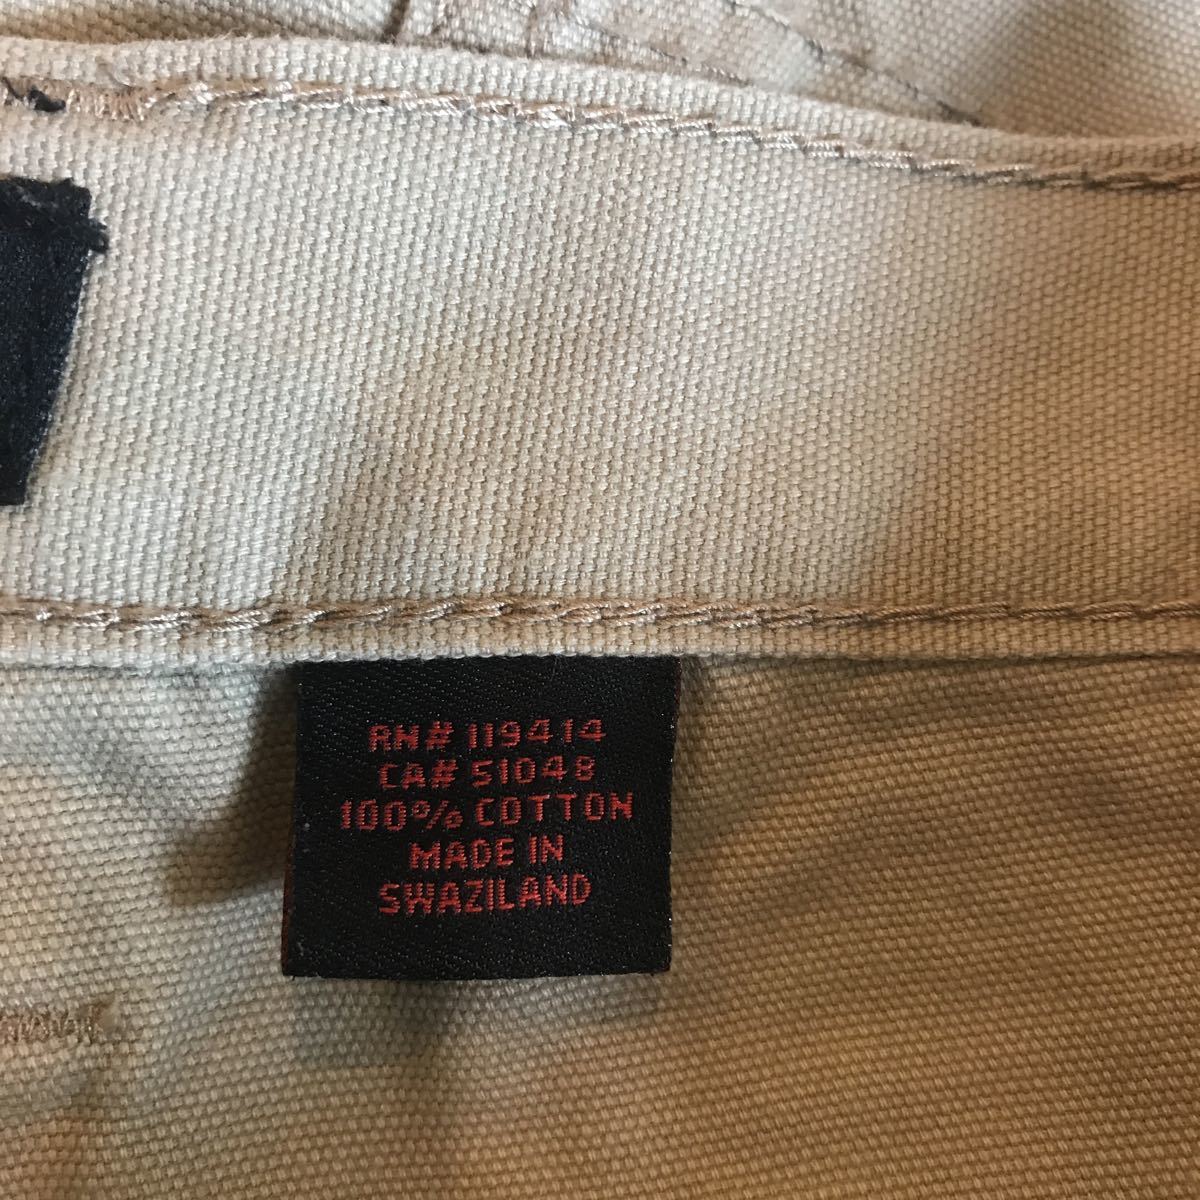 RN# 119414
CA# 51048
100% COTTON
MADE IN
SWAZILAND